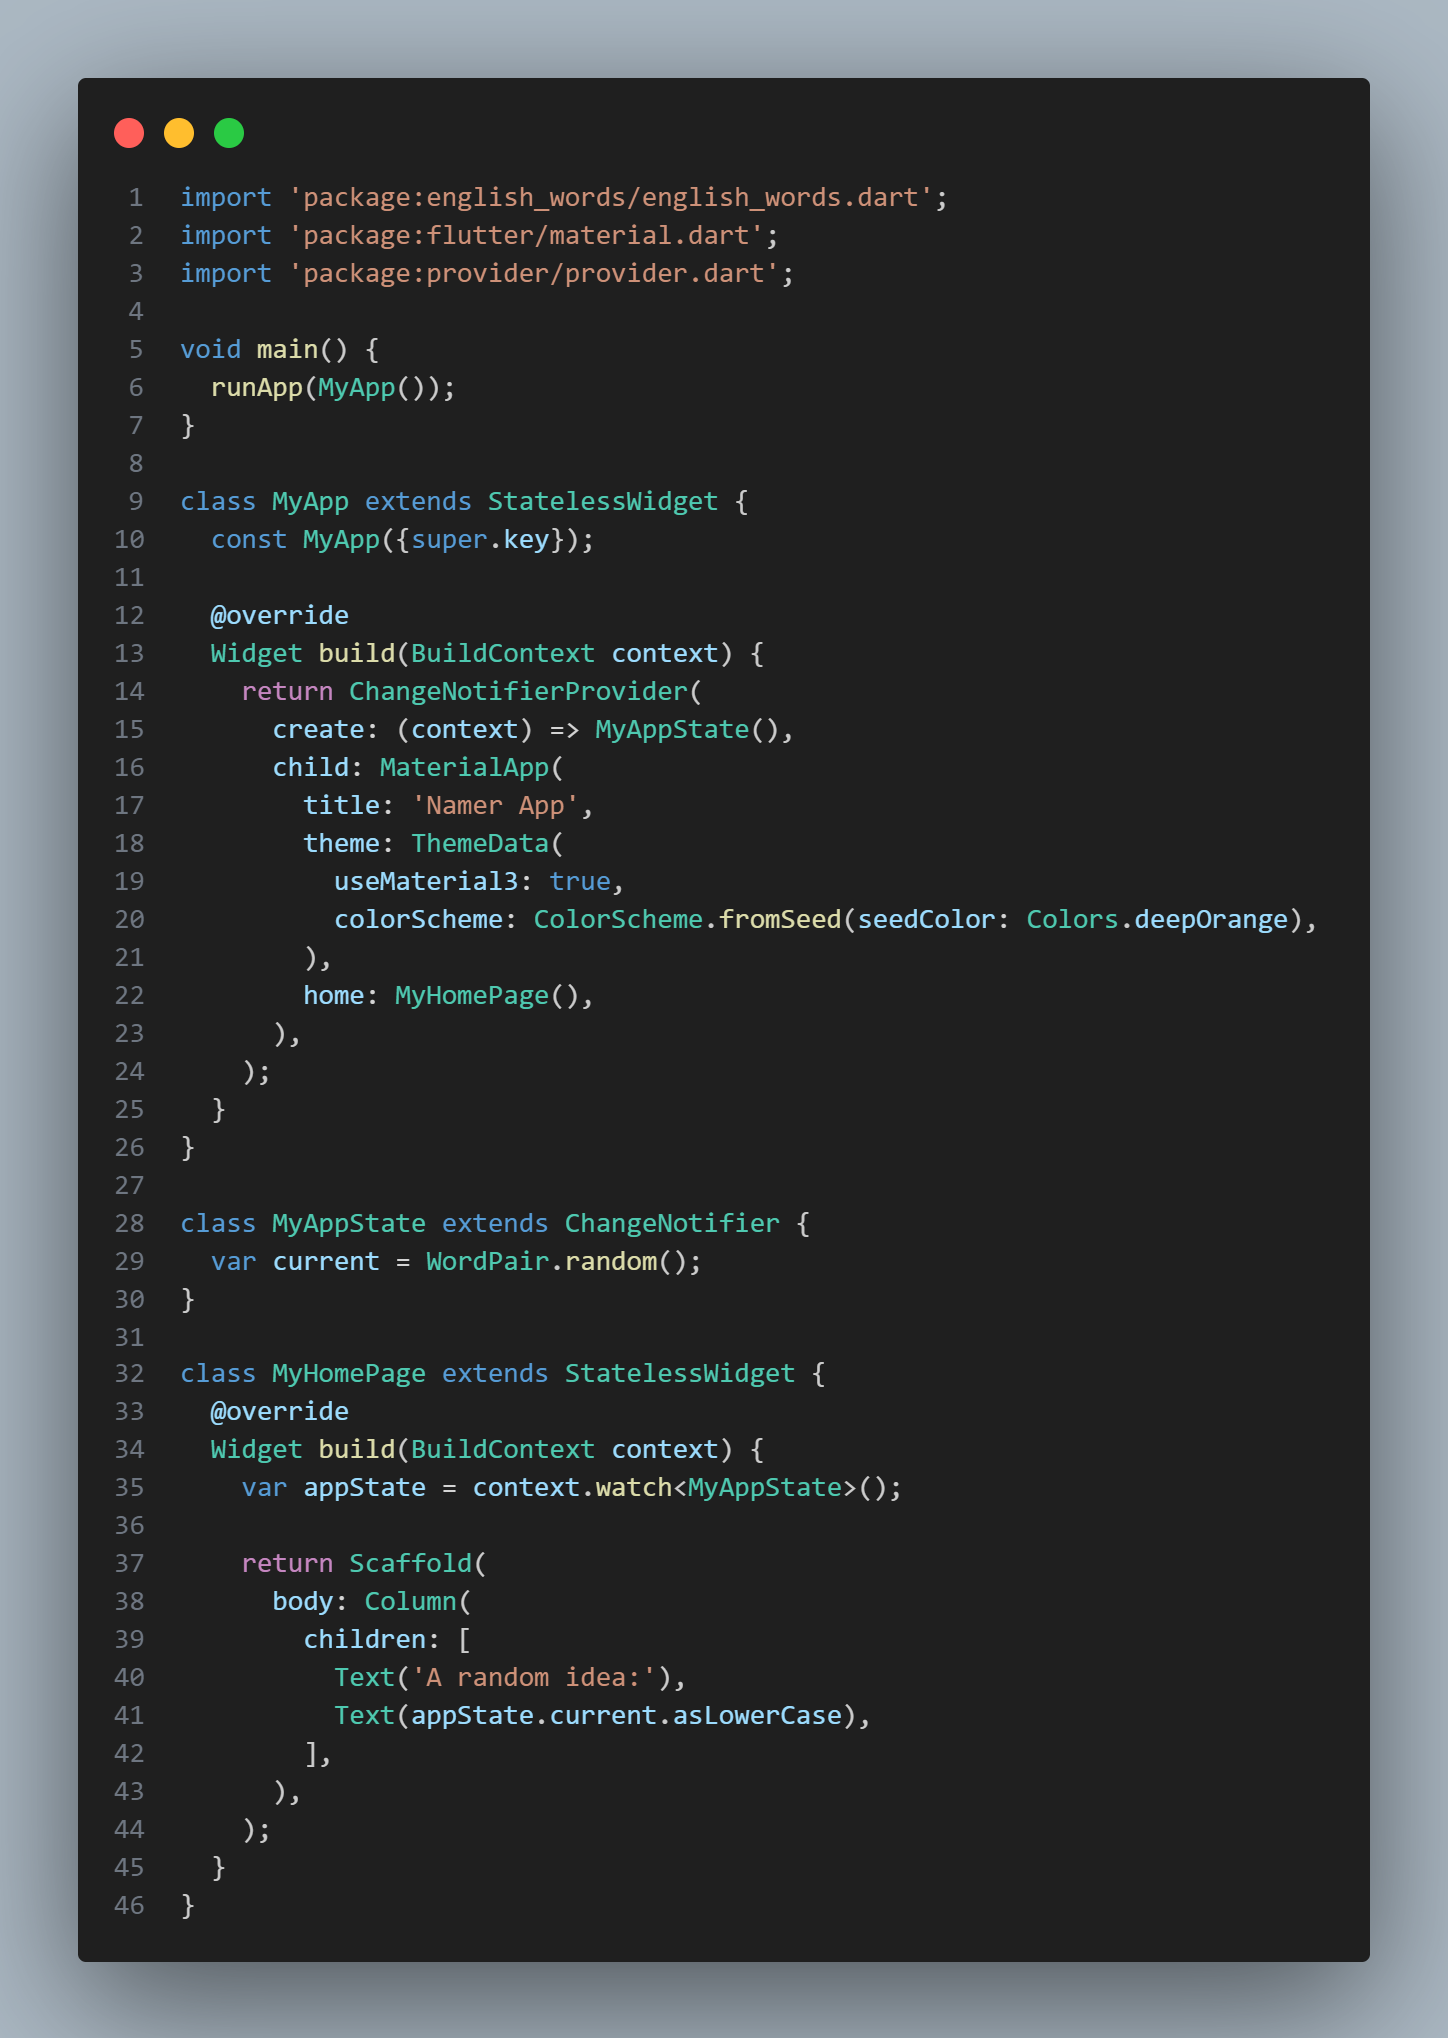 1 import 'package:english_words/english_words.dart';
2 import 'package:flutter/material.dart';
3 import 'package:provider/provider.dart';
4
5 void main() {
6   runApp(MyApp());
7 }
8
9 class MyApp extends StatelessWidget {
10   const MyApp({super.key});
11
12   @override
13   Widget build(BuildContext context) {
14     return ChangeNotifierProvider(
15       create: (context) => MyAppState(),
16       child: MaterialApp(
17         title: 'Namer App',
18         theme: ThemeData(
19           useMaterial3: true,
20           colorScheme: ColorScheme.fromSeed(seedColor: Colors.deepOrange),
21         ),
22         home: MyHomePage(),
23       ),
24     );
25   }
26 }
27
28 class MyAppState extends ChangeNotifier {
29   var current = WordPair.random();
30 }
31
32 class MyHomePage extends StatelessWidget {
33   @override
34   Widget build(BuildContext context) {
35     var appState = context.watch<MyAppState>();
36
37     return Scaffold(
38       body: Column(
39         children: [
40           Text('A random idea:'),
41           Text(appState.current.asLowerCase),
42         ],
43       ),
44     );
45   }
46 }